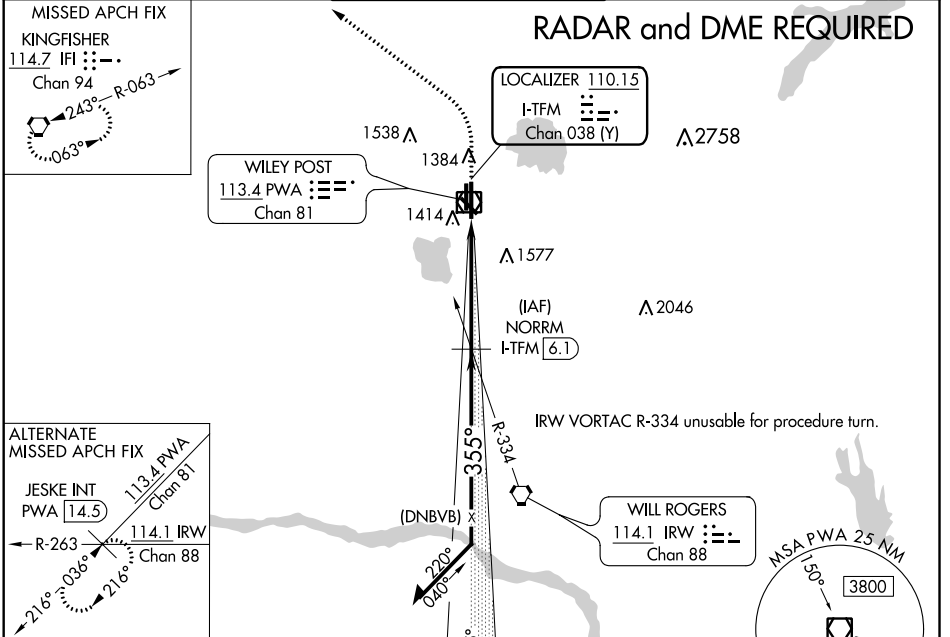 MISSED APCH FIX
KINGFISHER
114.7 IFI
Chan 94
R-063
243°
063°
RADAR and DME REQUIRED
LOCALIZER 110.15
I-TFM
Chan 038 (Y)
1538
1384
2758
WILEY POST
113.4 PWA
Chan 81
1414
1577
(IAF)
NORRM
I-TFM 6.1
2046
IRW VORTAC R-334 unusable for procedure turn.
R-334
355°
ALTERNATE
MISSED APCH FIX
JESKE INT
PWA 14.5
113.4 PWA
Chan 81
R-263
114.1 IRW
Chan 88
036°
216°
216°
(DNBVB)
WILL ROGERS
114.1 IRW
Chan 88
220°
040°
MSA PWA 25 NM
150°
3800